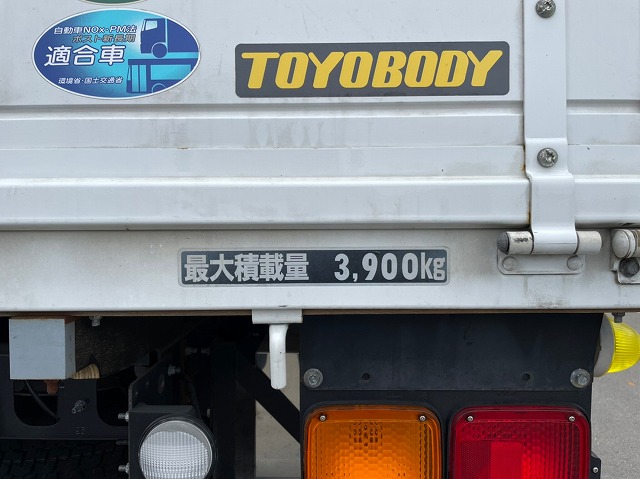 自動車NOx・PM法
ポスト新長期
適合車
環境省・国土交通省
TOYOBODY
最大積載量 3,900kg